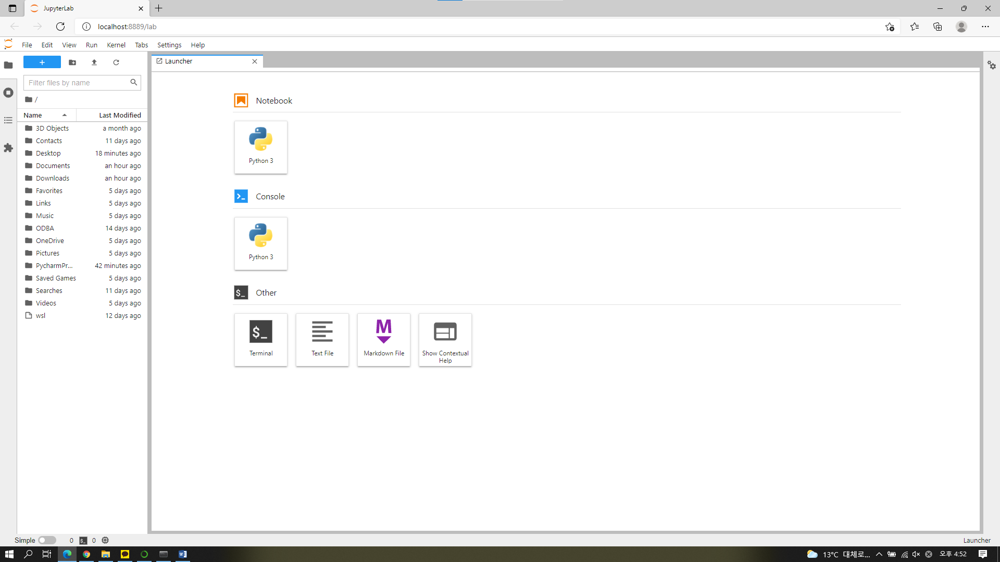 JupyterLab
localhost:8889/lab
File Edit View Run Kernel Tabs Settings Help
Launcher
Filter files by name
/
Name Last Modified
3D Objects a month ago
Contacts 11 days ago
Desktop 18 minutes ago
Documents an hour ago
Downloads an hour ago
Favorites 5 days ago
Links 5 days ago
Music 5 days ago
ODBA 14 days ago
OneDrive 5 days ago
Pictures 5 days ago
PycharmPr... 42 minutes ago
Saved Games 5 days ago
Searches 11 days ago
Videos 5 days ago
wsl 12 days ago
Notebook
Python 3
Console
Python 3
$_ Other
$_
Terminal
Text File
M
Markdown File
Show Contextual
Help
Simple 0 $_ 0
Launcher
13°C 대체로... 오후 4:52